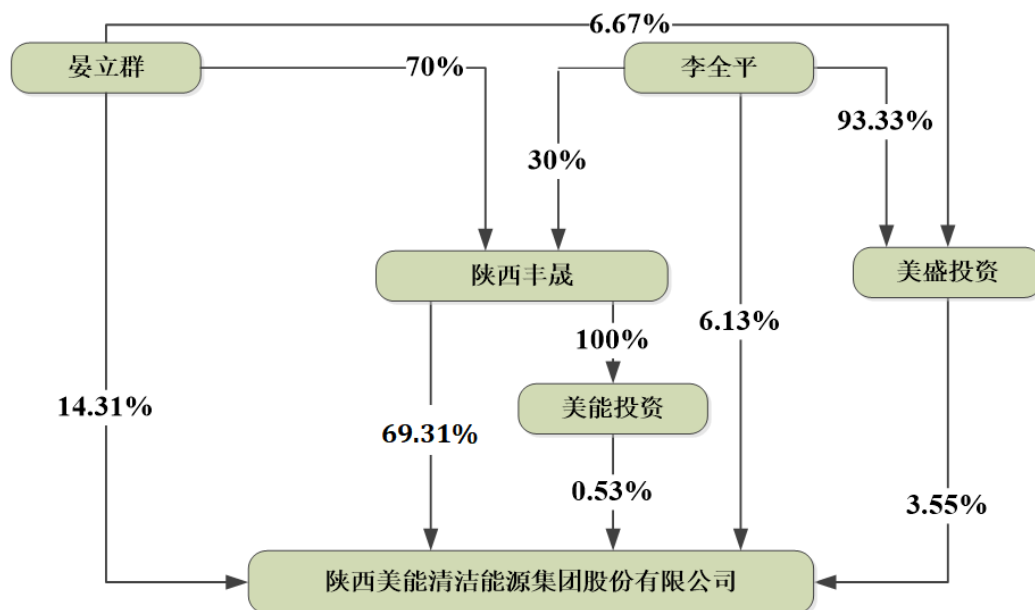 6.67%
晏立群
70%
李全平
93.33%
30%
陕西丰晟
美盛投资
6.13%
100%
美能投资
14.31%
69.31%
0.53%
3.55%
陕西美能清洁能源集团股份有限公司